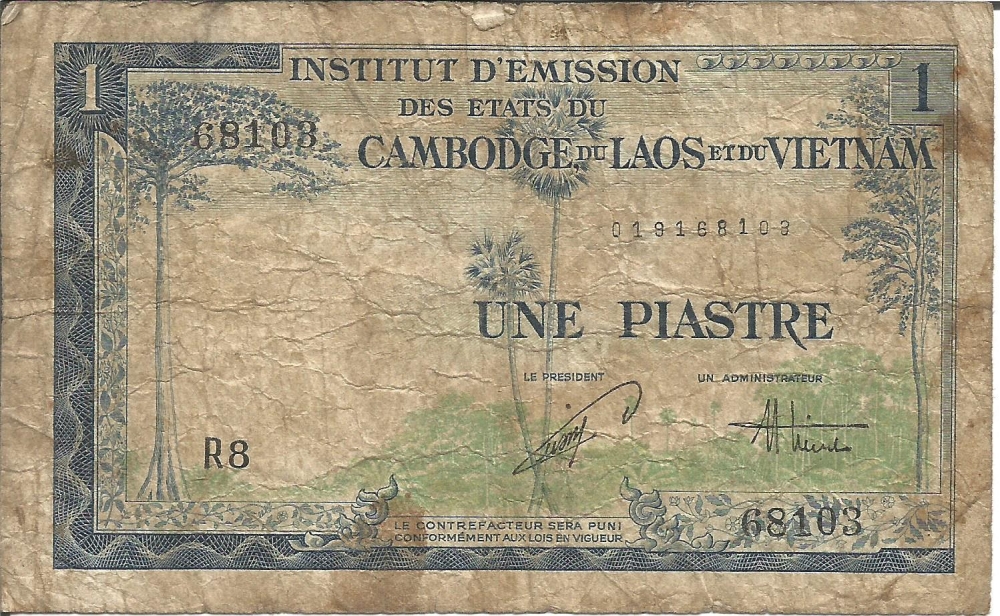 1
INSTITUT D'EMISSION
1
DES ETATS DU
68103
CAMBODGE, DU LAOS ET DU VIETNAM
019168103
UNE PIASTRE
LE PRESIDENT
UN ADMINISTRATEUR
R8
68103
LE CONTREFACTEUR SERA PUNI
CONFORMÉMENT AUX LOIS EN VIGUEUR